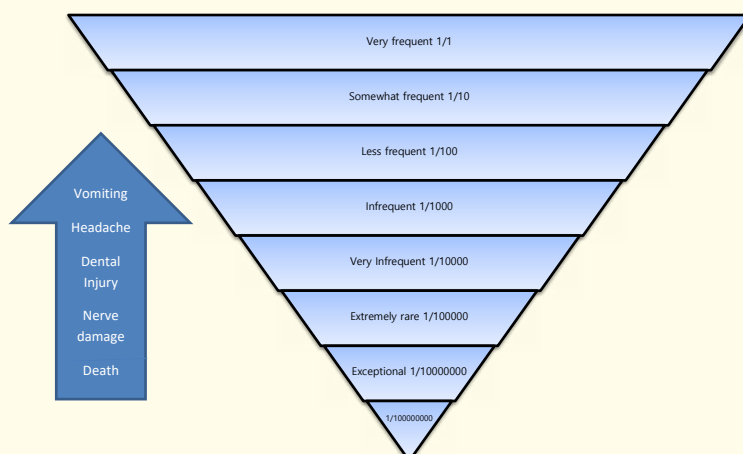 Very frequent 1/1
Somewhat frequent 1/10
Less frequent 1/100
Infrequent 1/1000
Very Infrequent 1/10000
Extremely rare 1/100000
Exceptional 1/10000000
1/100000000
Vomiting
Headache
Dental
Injury
Nerve
damage
Death